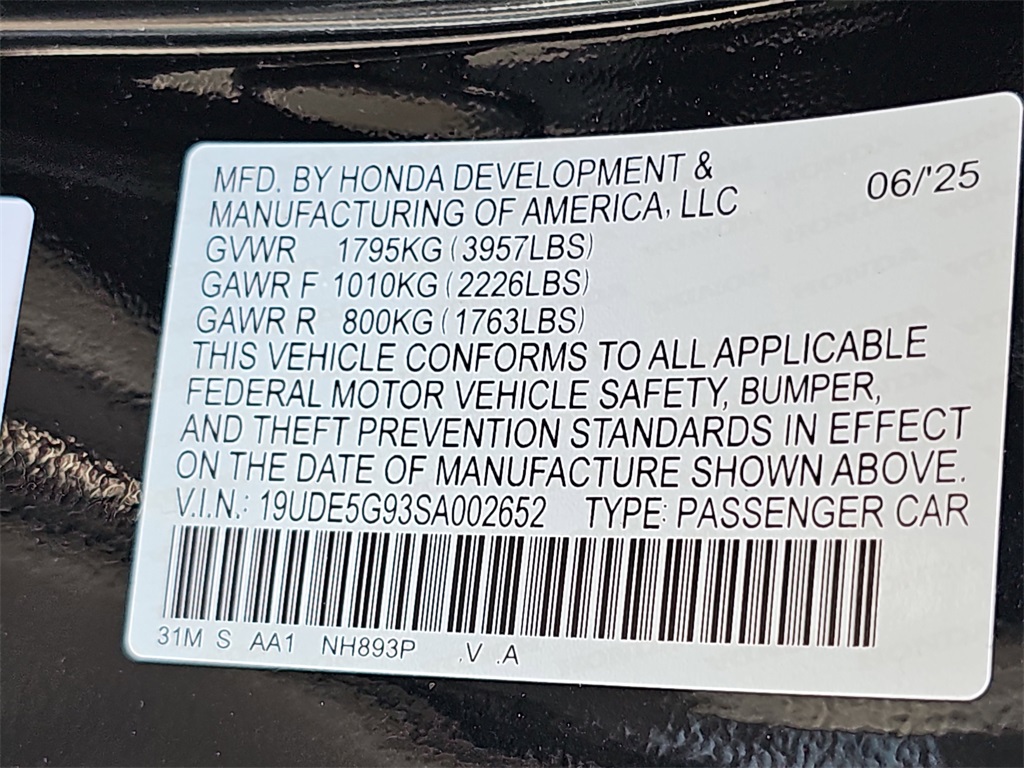 MFD. BY HONDA DEVELOPMENT &
MANUFACTURING OF AMERICA, LLC
06/'25
GVWR 1795KG (3957LBS)
GAWR F 1010KG (2226LBS)
GAWR R 800KG (1763LBS)
THIS VEHICLE CONFORMS TO ALL APPLICABLE
FEDERAL MOTOR VEHICLE SAFETY, BUMPER,
AND THEFT PREVENTION STANDARDS IN EFFECT
ON THE DATE OF MANUFACTURE SHOWN ABOVE.
V.I.N.: 19UDE5G93SA002652 TYPE: PASSENGER CAR
31M S AA1 NH893P .V .A